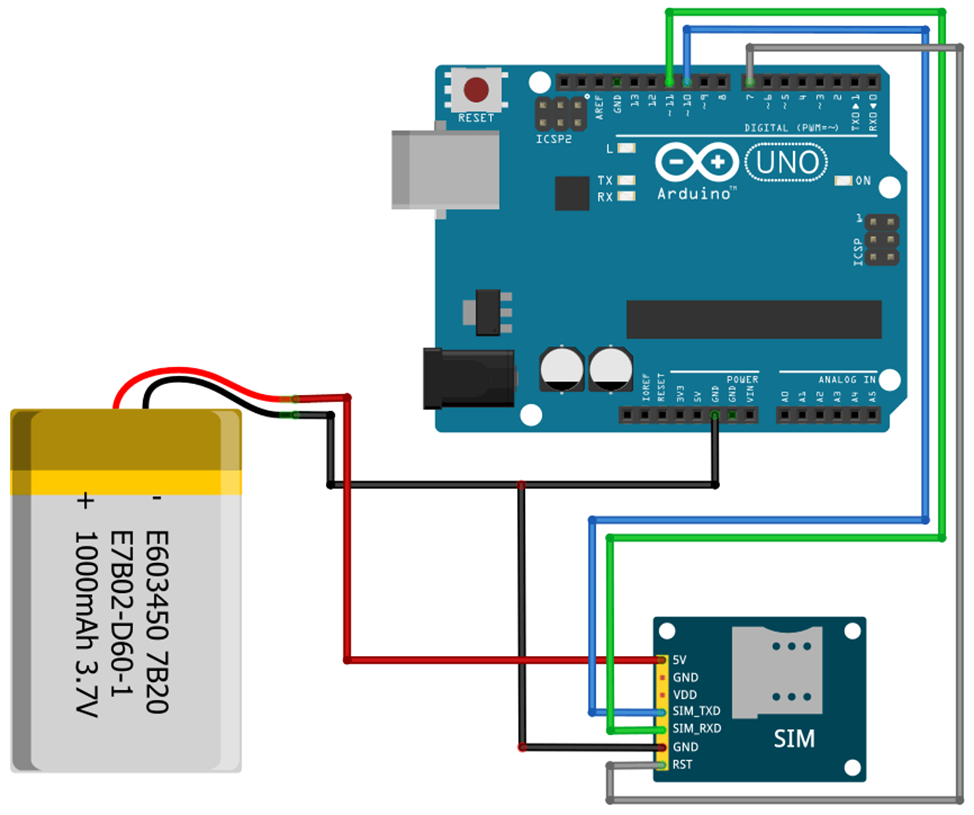 RESET
ICSP2
AREF
GND
13
12
~11
~10
~9
8
7
~6
~5
4
~3
2
TXD▶1
RXD◀0
DIGITAL (PWM=~)
L
TX
RX
UNO
Arduino™
ON
1
ICSP
IOREF
RESET
3V3
5V
GND
GND
VIN
POWER
ANALOG IN
A0
A1
A2
A3
A4
A5
+ -
E603450 7B20
E7B02-D60-1
1000mAh 3.7V
5V
GND
VDD
SIM_TXD
SIM_RXD
GND
RST
SIM